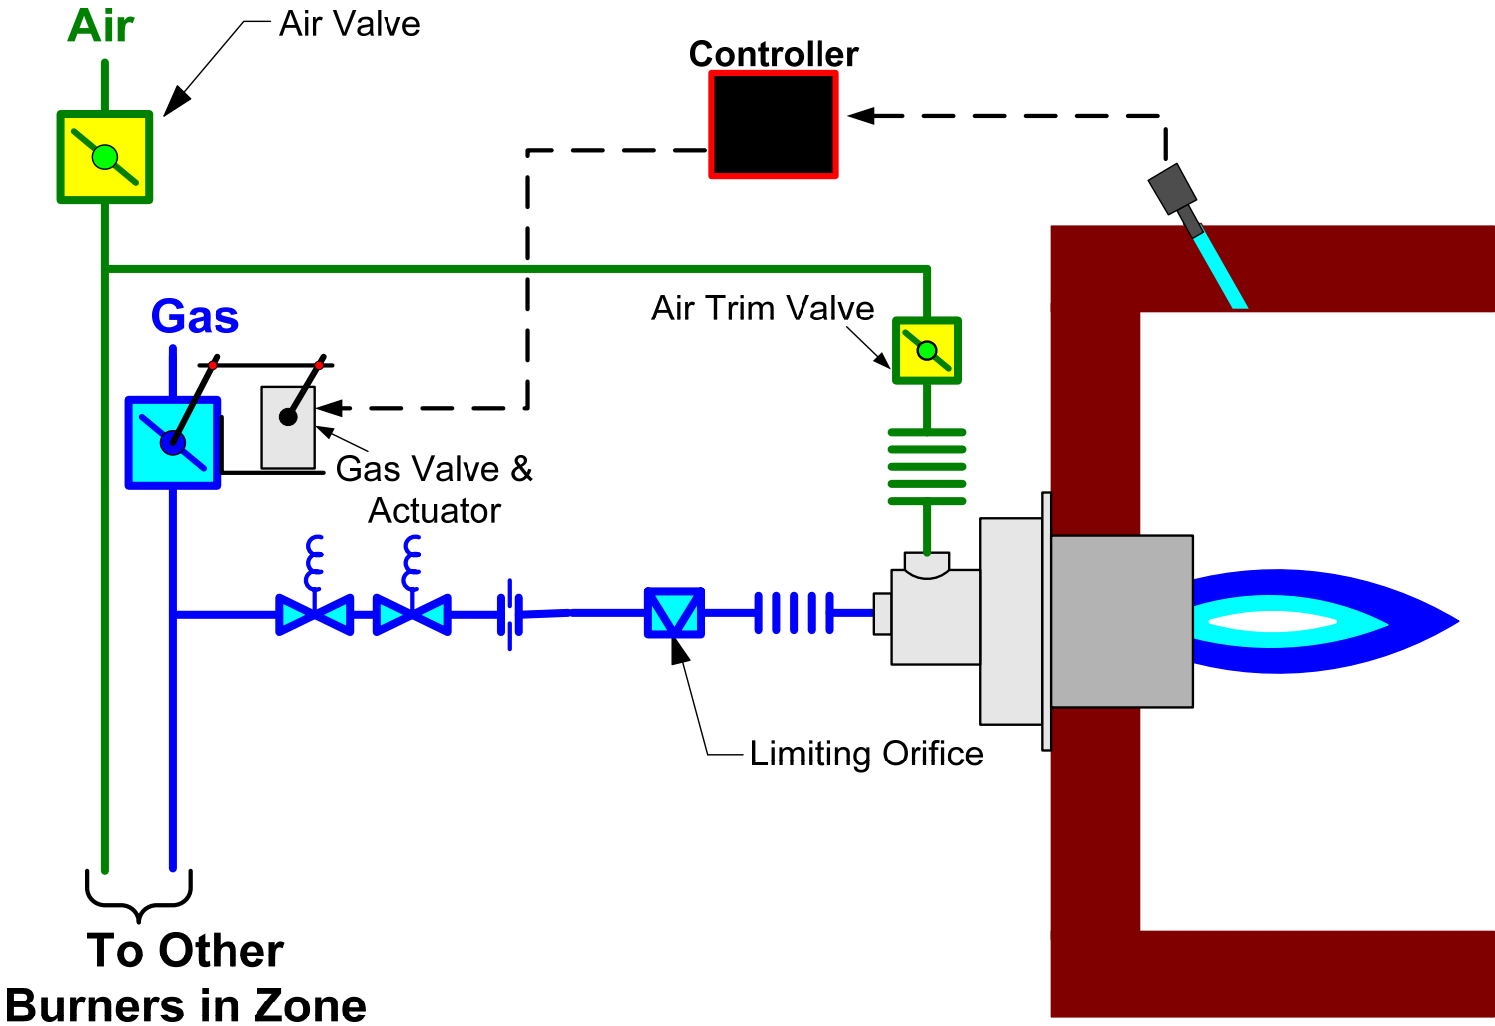 Air
Air Valve
Controller
Gas
Air Trim Valve
Gas Valve &
Actuator
Limiting Orifice
To Other
Burners in Zone